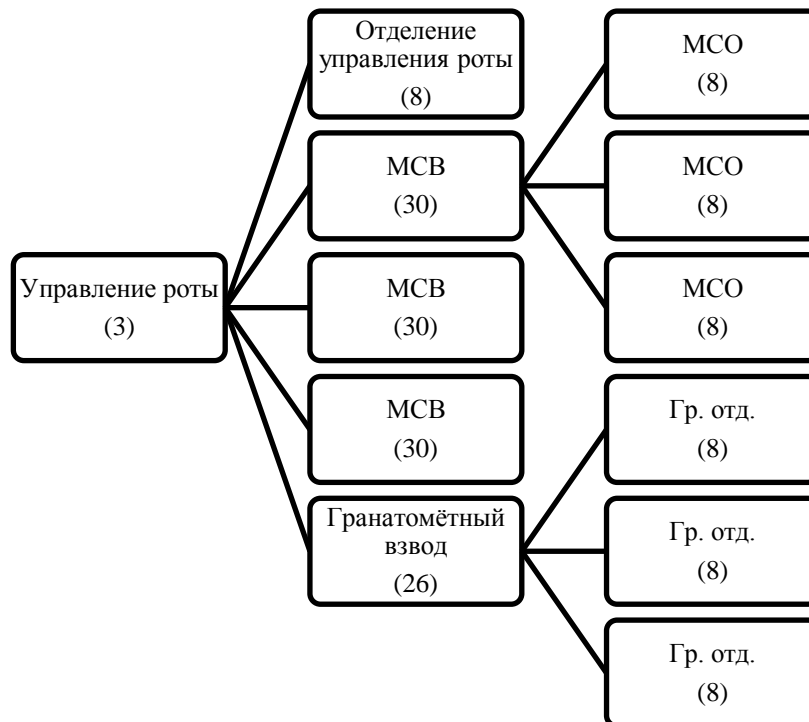 Управление роты
(3)
Отделение
управления роты
(8)
МСВ
(30)
МСВ
(30)
МСВ
(30)
Гранатомётный
взвод
(26)
МСО
(8)
МСО
(8)
МСО
(8)
Гр. отд.
(8)
Гр. отд.
(8)
Гр. отд.
(8)